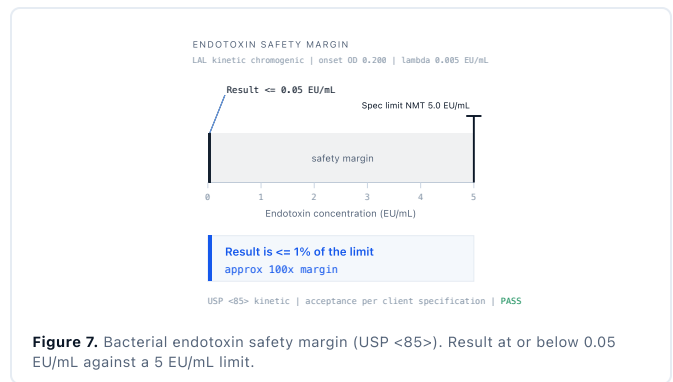 ENDOTOXIN SAFETY MARGIN
LAL kinetic chromogenic | onset OD 0.200 | lambda 0.005 EU/mL
Result <= 0.05 EU/mL
Spec limit NMT 5.0 EU/mL
safety margin
0 1 2 3 4 5
Endotoxin concentration (EU/mL)
Result is <= 1% of the limit
approx 100x margin
USP <85> kinetic | acceptance per client specification | PASS
Figure 7. Bacterial endotoxin safety margin (USP <85>). Result at or below 0.05
EU/mL against a 5 EU/mL limit.